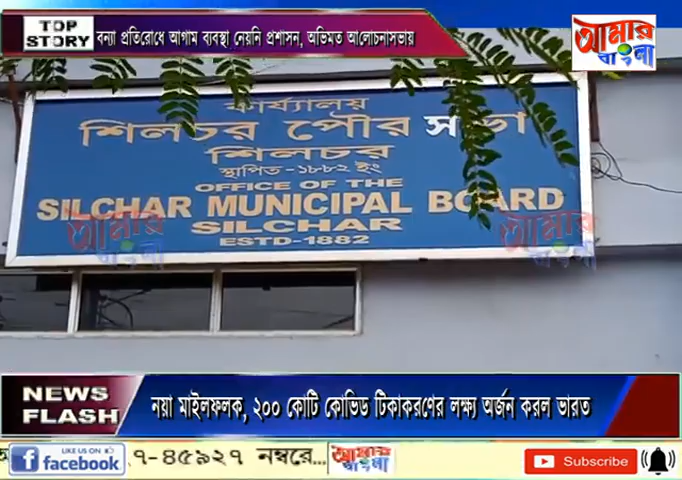 TOP
STORY
বন্যা প্রতিরোধে আগাম ব্যবস্থা নেয়নি প্রশাসন, অভিমত আলোচনাসভায়
আমার
বাংলা
কার্য্যালয়
শিলচর পৌর সভা
শিলচর
স্থাপিত-১৮৮২ ইং
OFFICE OF THE
SILCHAR MUNICIPAL BOARD
SILCHAR
ESTD-1882
আমার
বাংলা
আমার
বাংলা
NEWS
FLASH
নয়া মাইলফলক, ২০০ কোটি কোভিড টিকাকরণের লক্ষ্য অর্জন করল ভারত
LIKE US ON
facebook
৭-৪৫৯২৭ নম্বরে...
আমার
বাংলা
Subscribe